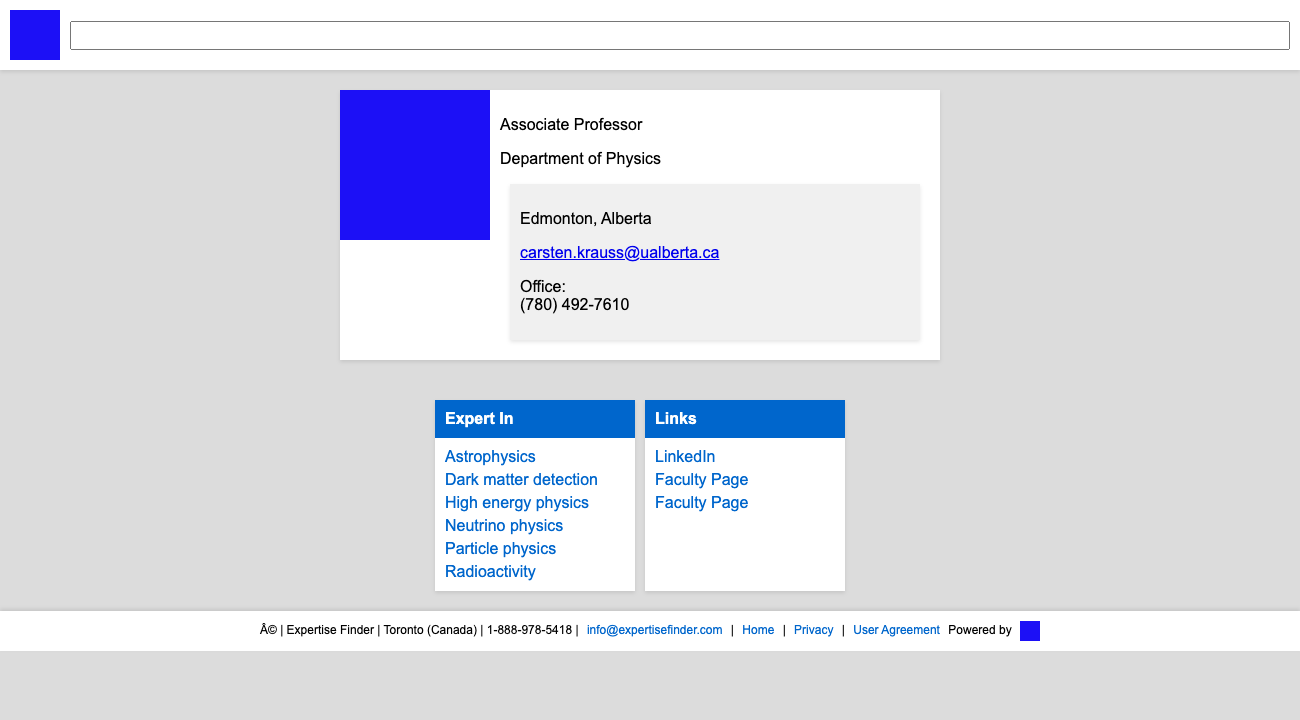 Associate Professor
Department of Physics
Edmonton, Alberta
carsten.krauss@ualberta.ca
Office:
(780) 492-7610
Expert In
Astrophysics
Dark matter detection
High energy physics
Neutrino physics
Particle physics
Radioactivity
Links
LinkedIn
Faculty Page
Faculty Page
Â© | Expertise Finder | Toronto (Canada) | 1-888-978-5418 | info@expertisefinder.com | Home | Privacy | User Agreement Powered by